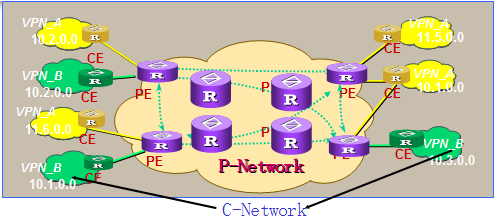 VPN_A
10.2.0.0
CE
VPN_B
10.2.0.0
CE
PE
VPN_A
11.6.0.0
CE
PE
VPN_B
10.1.0.0
CE
VPN_A
11.5.0.0
CE
VPN_A
10.1.0.0
CE
PE
VPN_B
10.3.0.0
CE
PE
P
P
R
R
R
R
R
R
R
R
R
R
R
R
R
R
P-Network
C-Network